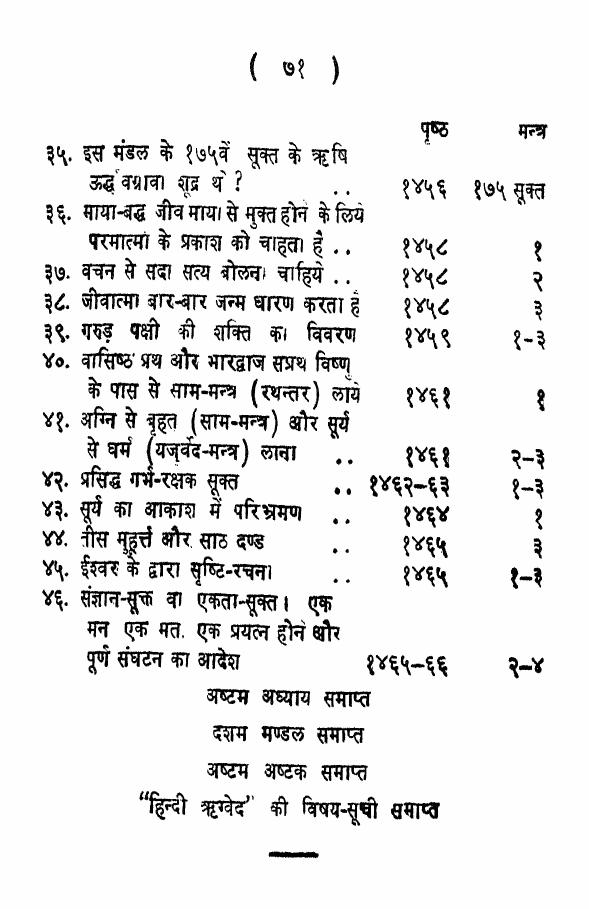 ( ७१ )
पृष्ठ मन्त्र
३५. इस मंडल के १७५वें सूक्त के ऋषि
ऊर्द्ध्वग्रावा शूद्र थे ? .. १४५६ १७५ सूक्त
३६. माया-बद्ध जीव माया से मुक्त होने के लिये
परमात्मा के प्रकाश को चाहता है .. १४५८ १
३७. वचन से सदा सत्य बोलना चाहिये .. १४५८ २
३८. जीवात्मा बार-बार जन्म धारण करता है १४५८ ३
३९. गरुड़ पक्षी की शक्ति का विवरण १४५९ १-३
४०. वासिष्ठ प्रथ और भारद्वाज सप्रथ विष्णु
के पास से साम-मन्त्र (रथन्तर) लाये १४६१ १
४१. अग्नि से बृहत (साम-मन्त्र) और सूर्य
से घर्म (यजुर्वेद-मन्त्र) लाना .. १४६१ २-३
४२. प्रसिद्ध गर्भ-रक्षक सूक्त .. १४६२-६३ १-३
४३. सूर्य का आकाश में परिभ्रमण .. १४६४ १
४४. तीस मुहूर्त्त और साठ दण्ड .. १४६५ ३
४५. ईश्वर के द्वारा सृष्टि-रचना .. १४६५ १-३
४६. संज्ञान-सूक्त वा एकता-सूक्त। एक
मन एक मत, एक प्रयत्न होने और
पूर्ण संघटन का आदेश १४६५-६६ २-४
अष्टम अध्याय समाप्त
दशम मण्डल समाप्त
अष्टम अष्टक समाप्त
“हिन्दी ऋग्वेद” की विषय-सूची समाप्त